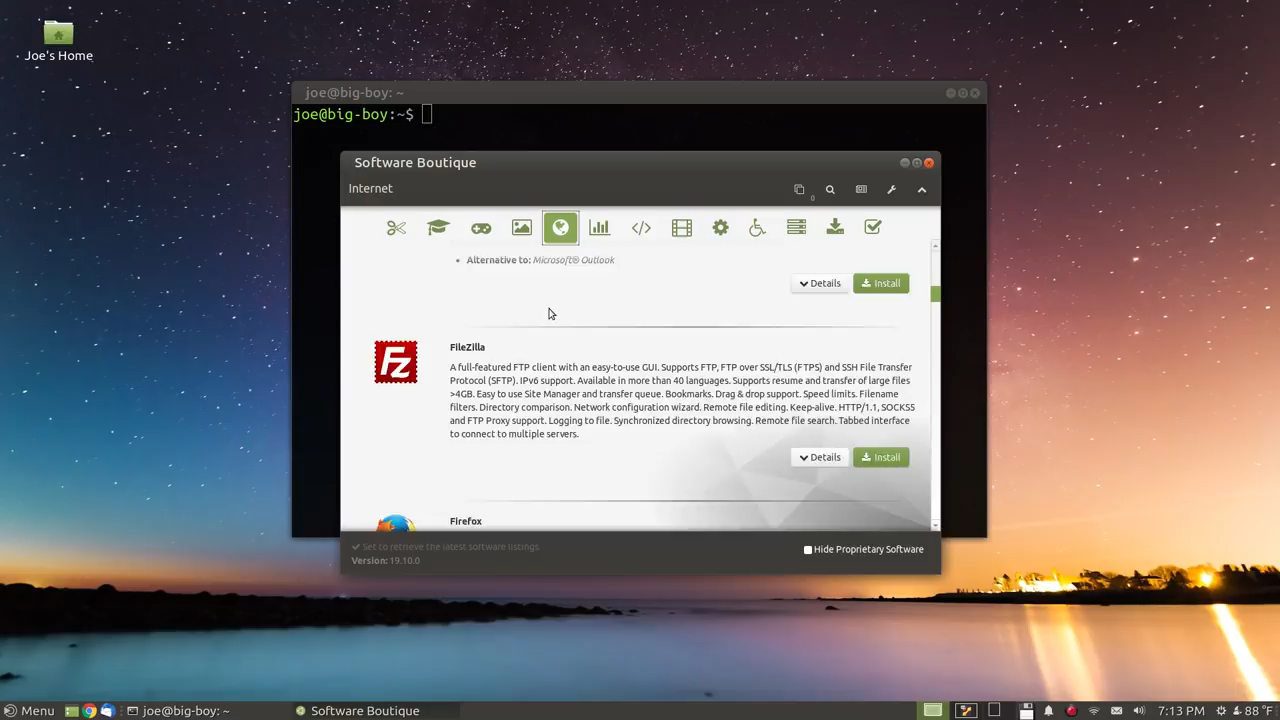 Joe's Home
joe@big-boy: ~
joe@big-boy:~$
Software Boutique
Internet
0
Alternative to: Microsoft® Outlook
Details
Install
FileZilla
A full-featured FTP client with an easy-to-use GUI. Supports FTP, FTP over SSL/TLS (FTPS) and SSH File Transfer
Protocol (SFTP). IPv6 support. Available in more than 40 languages. Supports resume and transfer of large files
>4GB. Easy to use Site Manager and transfer queue. Bookmarks. Drag & drop support. Speed limits. Filename
filters. Directory comparison. Network configuration wizard. Remote file editing. Keep-alive. HTTP/1.1, SOCKS5
and FTP Proxy support. Logging to file. Synchronized directory browsing. Remote file search. Tabbed interface
to connect to multiple servers.
Details
Install
Firefox
Set to retrieve the latest software listings.
Version: 19.10.0
Hide Proprietary Software
Menu
joe@big-boy: ~
Software Boutique
7:13 PM
88 °F